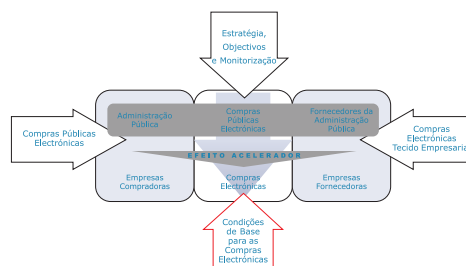 Estratégia,
Objectivos
e Monitorização
Administração
Pública
Compras
Públicas
Electrónicas
Fornecedores da
Administração
Pública
Compras Públicas
Electrónicas
Compras
Electrónicas
Tecido Empresarial
EFEITO ACELERADOR
Empresas
Compradoras
Compras
Electrónicas
Empresas
Fornecedoras
Condições
de Base
para as
Compras
Electrónicas